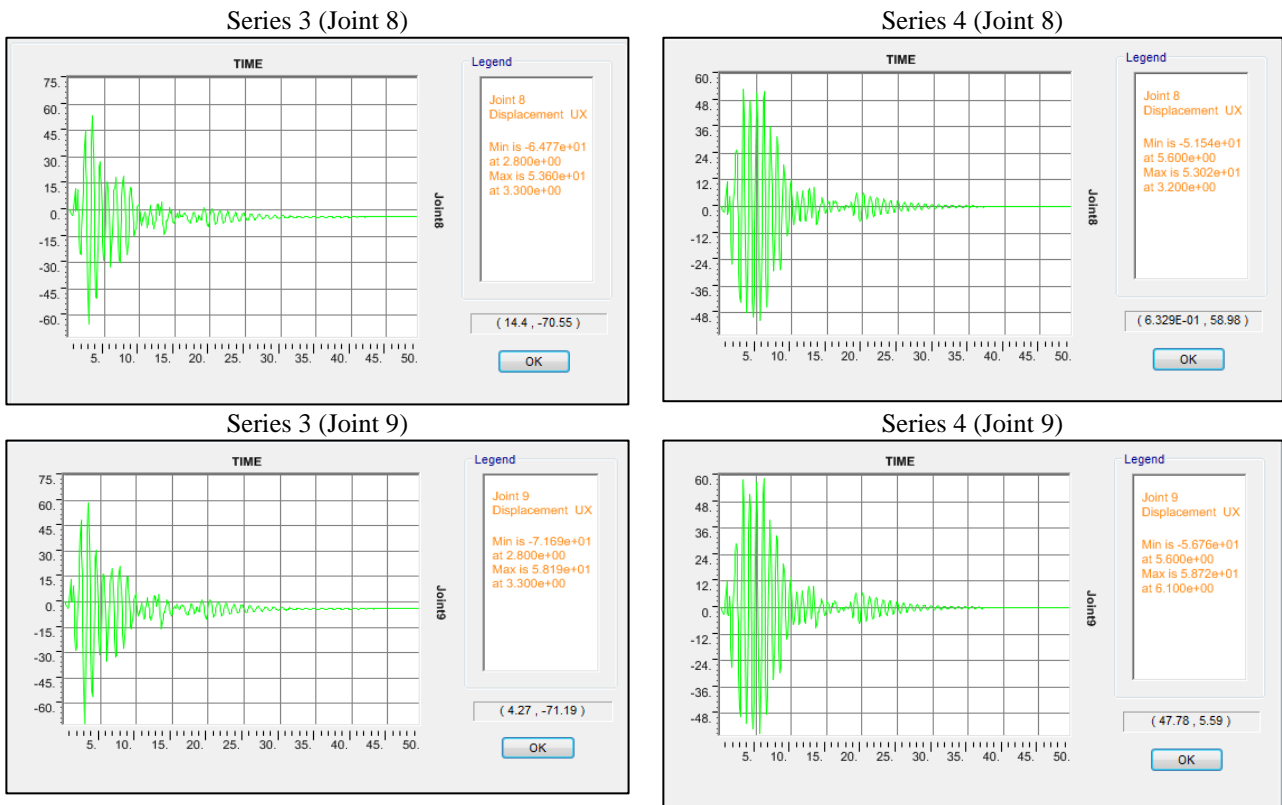 Series 3 (Joint 8)
TIME
75.
60.
45.
30.
15.
0.
-15.
-30.
-45.
-60.
5. 10. 15. 20. 25. 30. 35. 40. 45. 50.
Joint8
Legend
Joint 8
Displacement UX
Min is -6.477e+01
at 2.800e+00
Max is 5.360e+01
at 3.300e+00
( 14.4 , -70.55 )
OK
Series 4 (Joint 8)
TIME
60.
48.
36.
24.
12.
0.
-12.
-24.
-36.
-48.
5. 10. 15. 20. 25. 30. 35. 40. 45. 50.
Joint8
Legend
Joint 8
Displacement UX
Min is -5.154e+01
at 5.600e+00
Max is 5.302e+01
at 3.200e+00
( 6.329E-01 , 58.98 )
OK
Series 3 (Joint 9)
TIME
75.
60.
45.
30.
15.
0.
-15.
-30.
-45.
-60.
5. 10. 15. 20. 25. 30. 35. 40. 45. 50.
Joint9
Legend
Joint 9
Displacement UX
Min is -7.169e+01
at 2.800e+00
Max is 5.819e+01
at 3.300e+00
( 4.27 , -71.19 )
OK
Series 4 (Joint 9)
TIME
60.
48.
36.
24.
12.
0.
-12.
-24.
-36.
-48.
5. 10. 15. 20. 25. 30. 35. 40. 45. 50.
Joint9
Legend
Joint 9
Displacement UX
Min is -5.676e+01
at 5.600e+00
Max is 5.872e+01
at 6.100e+00
( 47.78 , 5.59 )
OK